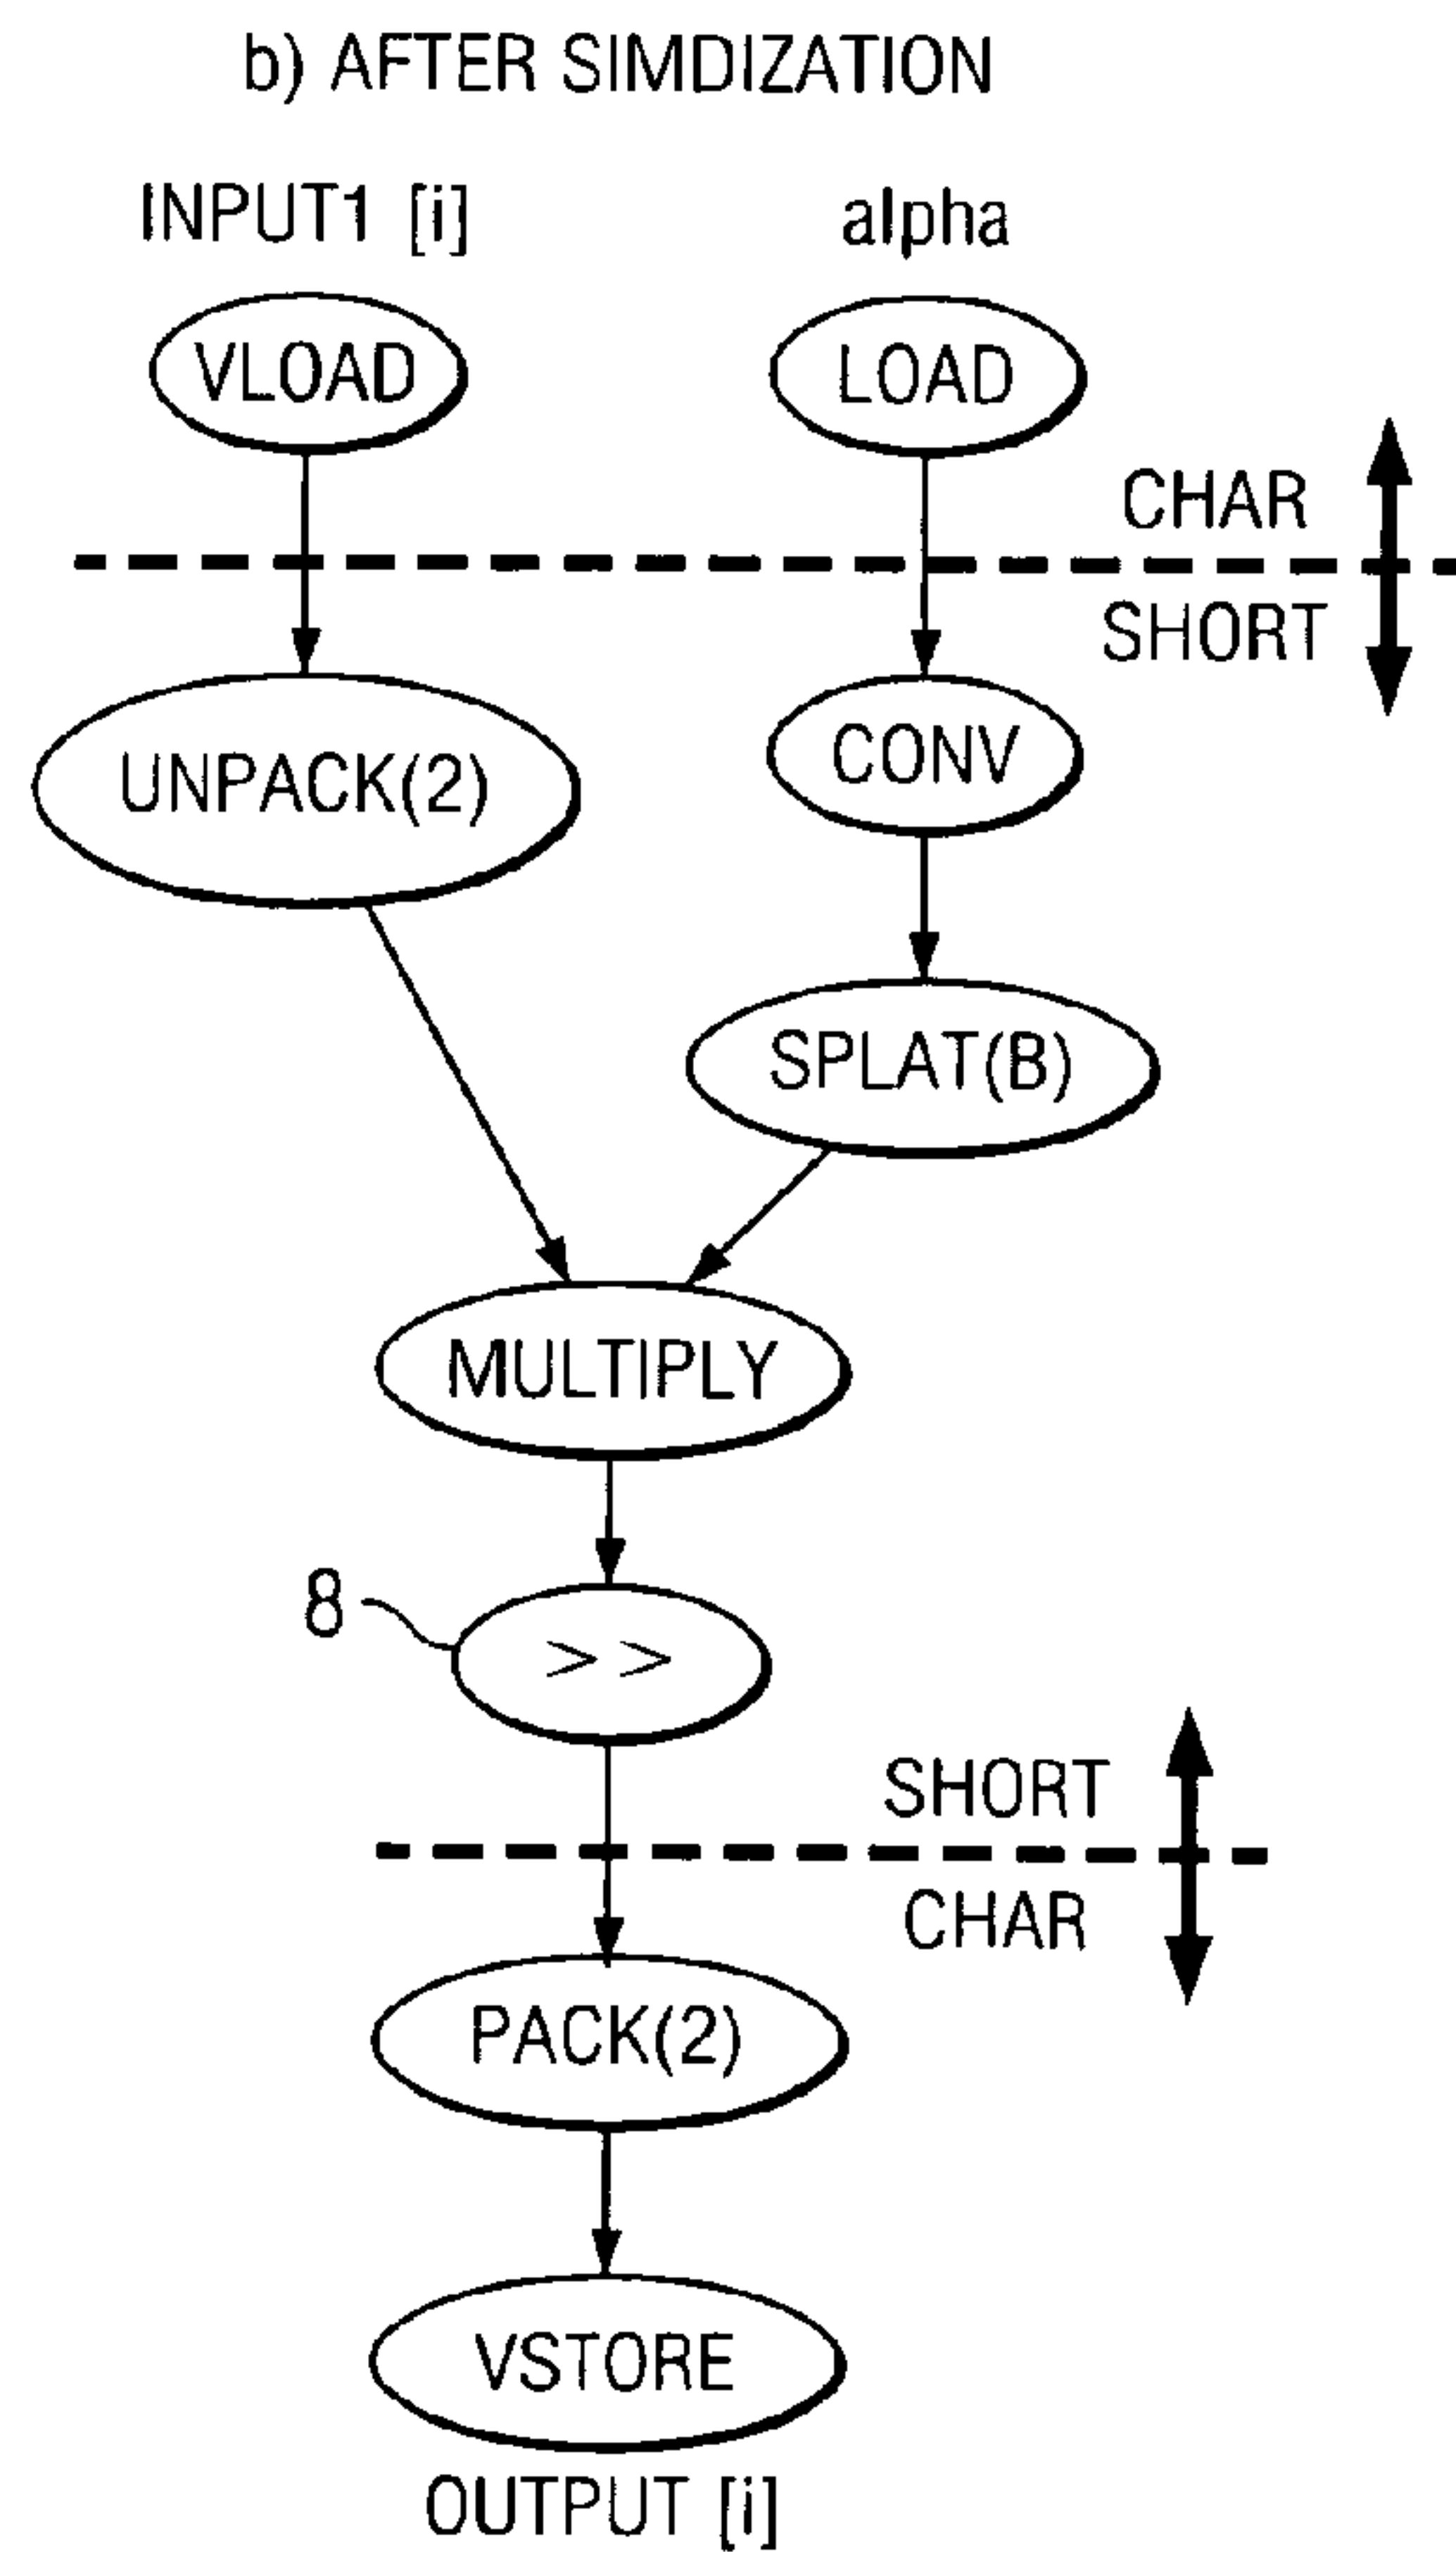 b) AFTER SIMDIZATION
INPUT1 [i]
alpha
VLOAD
LOAD
CHAR
SHORT
UNPACK(2)
CONV
SPLAT(B)
MULTIPLY
8
>>
SHORT
CHAR
PACK(2)
VSTORE
OUTPUT [i]